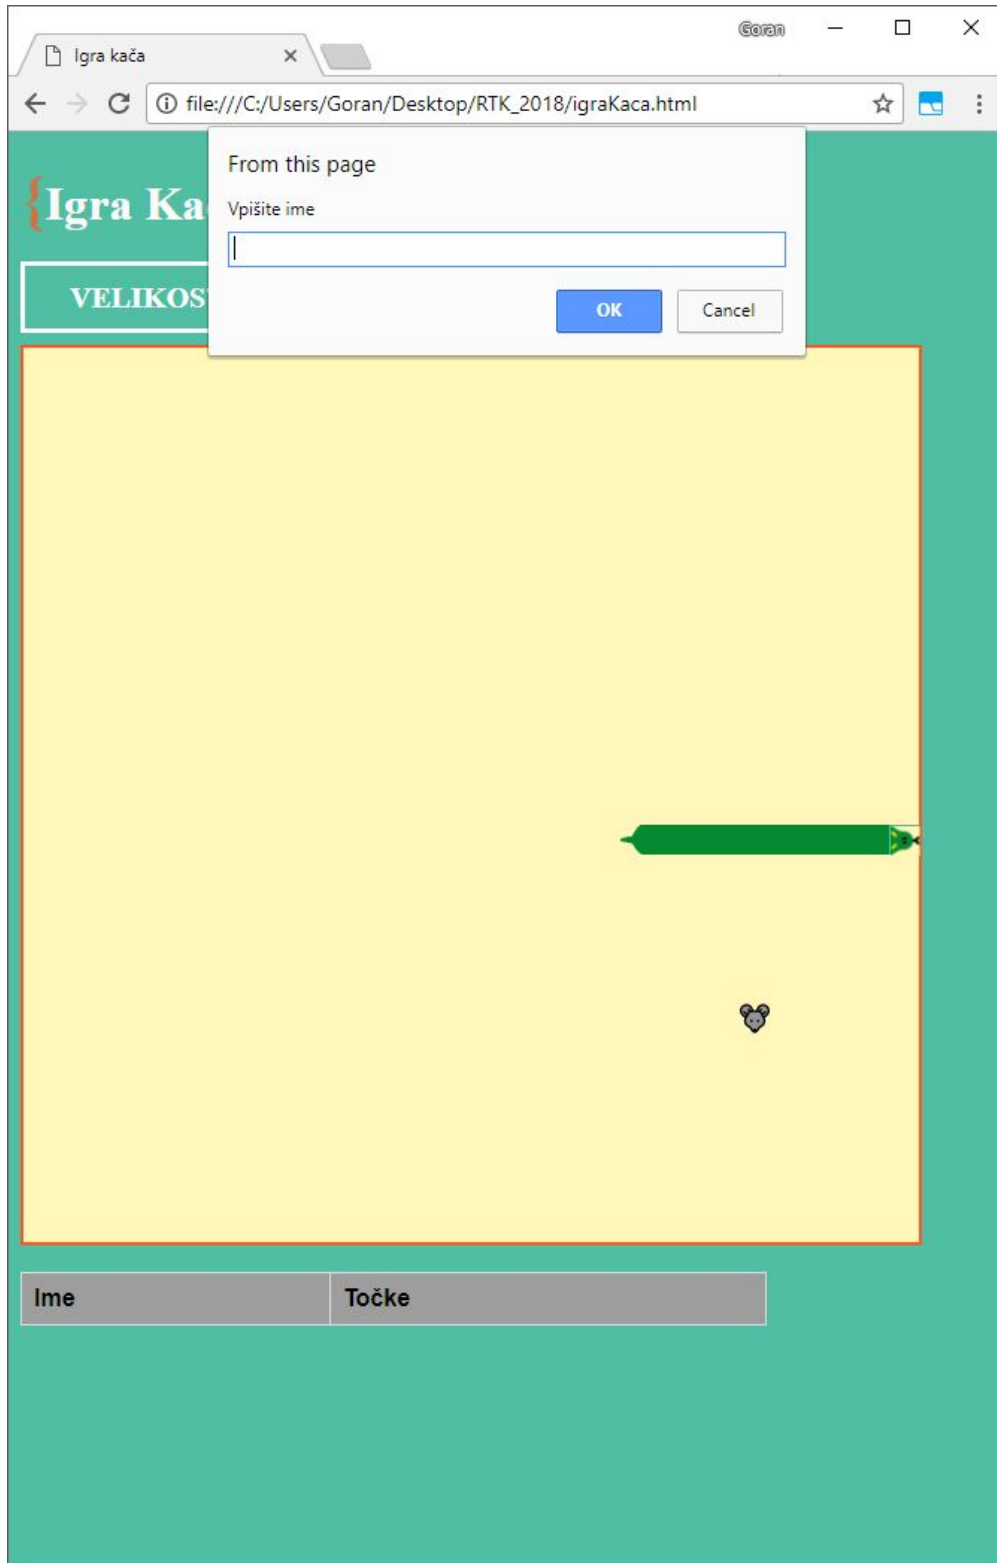 Goran
Igra kača
file:///C:/Users/Goran/Desktop/RTK_2018/igraKaca.html
From this page
{Igra Ka
Vpišite ime
VELIKOS
OK
Cancel
Ime
Točke